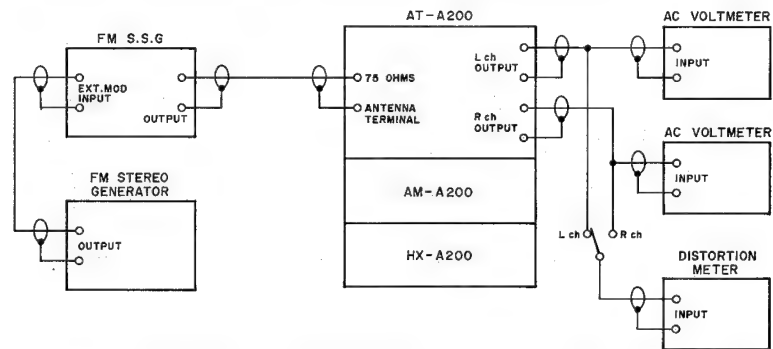 FM S.S.G
EXT.MOD
INPUT
OUTPUT
FM STEREO
GENERATOR
OUTPUT
AT-A200
75 OHMS
ANTENNA
TERMINAL
L ch
OUTPUT
R ch
OUTPUT
AM-A200
HX-A200
AC VOLTMETER
INPUT
AC VOLTMETER
INPUT
L ch
R ch
DISTORTION
METER
INPUT